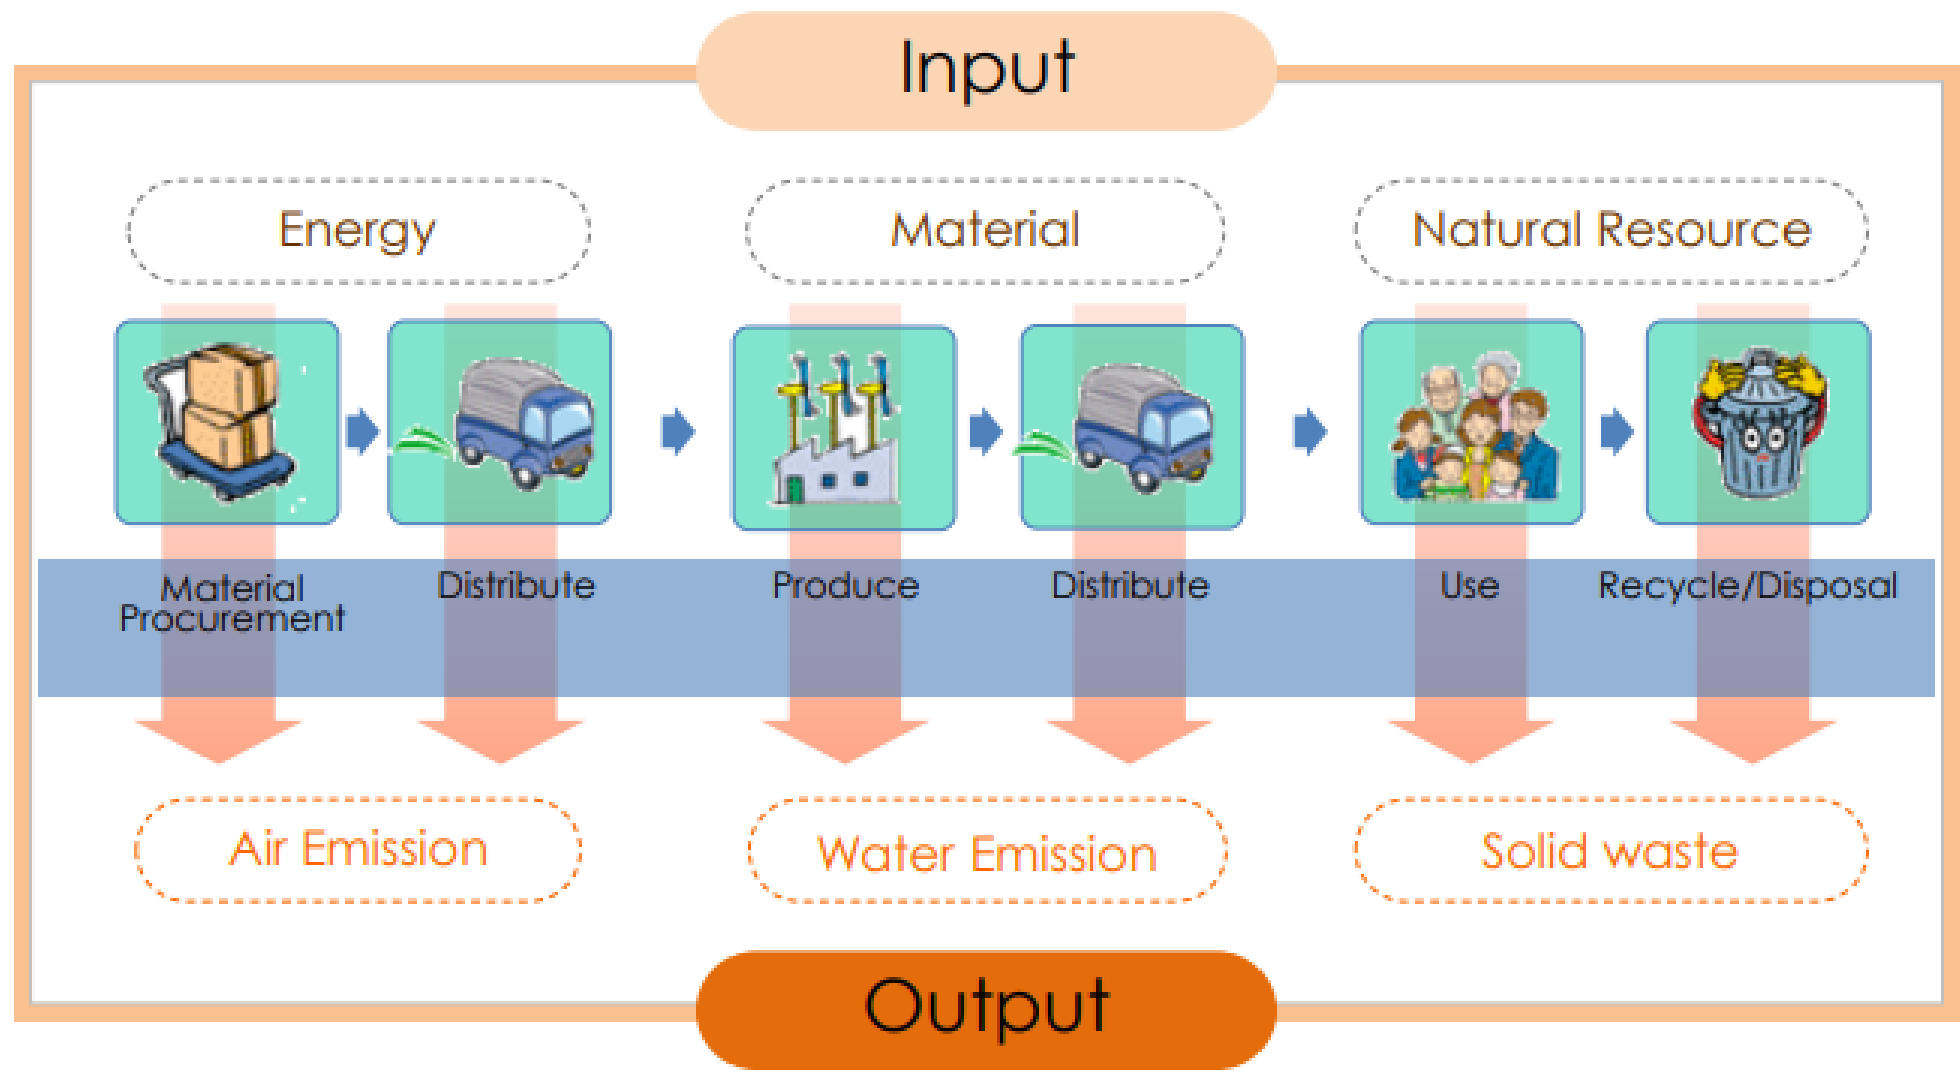 Input
Energy
Material
Natural Resource
Material
Procurement
Distribute
Produce
Distribute
Use
Recycle/Disposal
Air Emission
Water Emission
Solid waste
Output